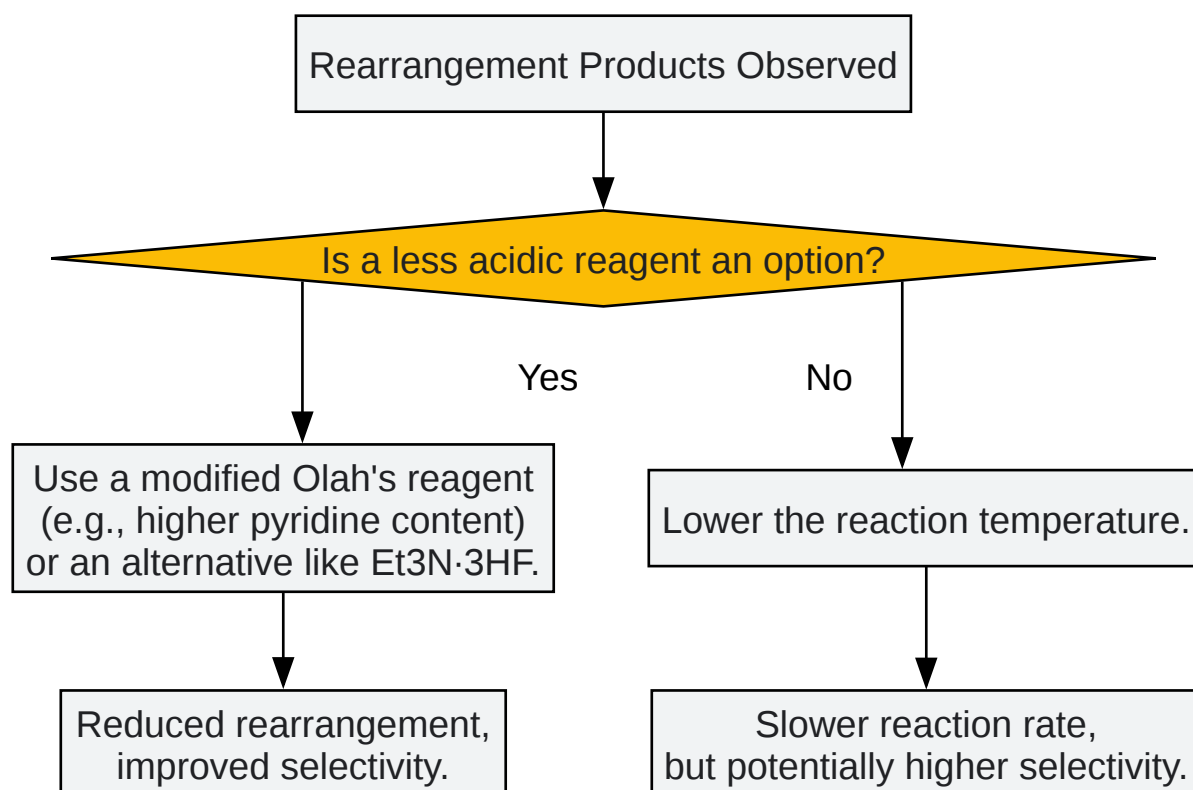 Rearrangement Products Observed
Is a less acidic reagent an option?
Yes
No
Use a modified Olah's reagent
(e.g., higher pyridine content)
or an alternative like Et3N·3HF.
Lower the reaction temperature.
Reduced rearrangement,
improved selectivity.
Slower reaction rate,
but potentially higher selectivity.